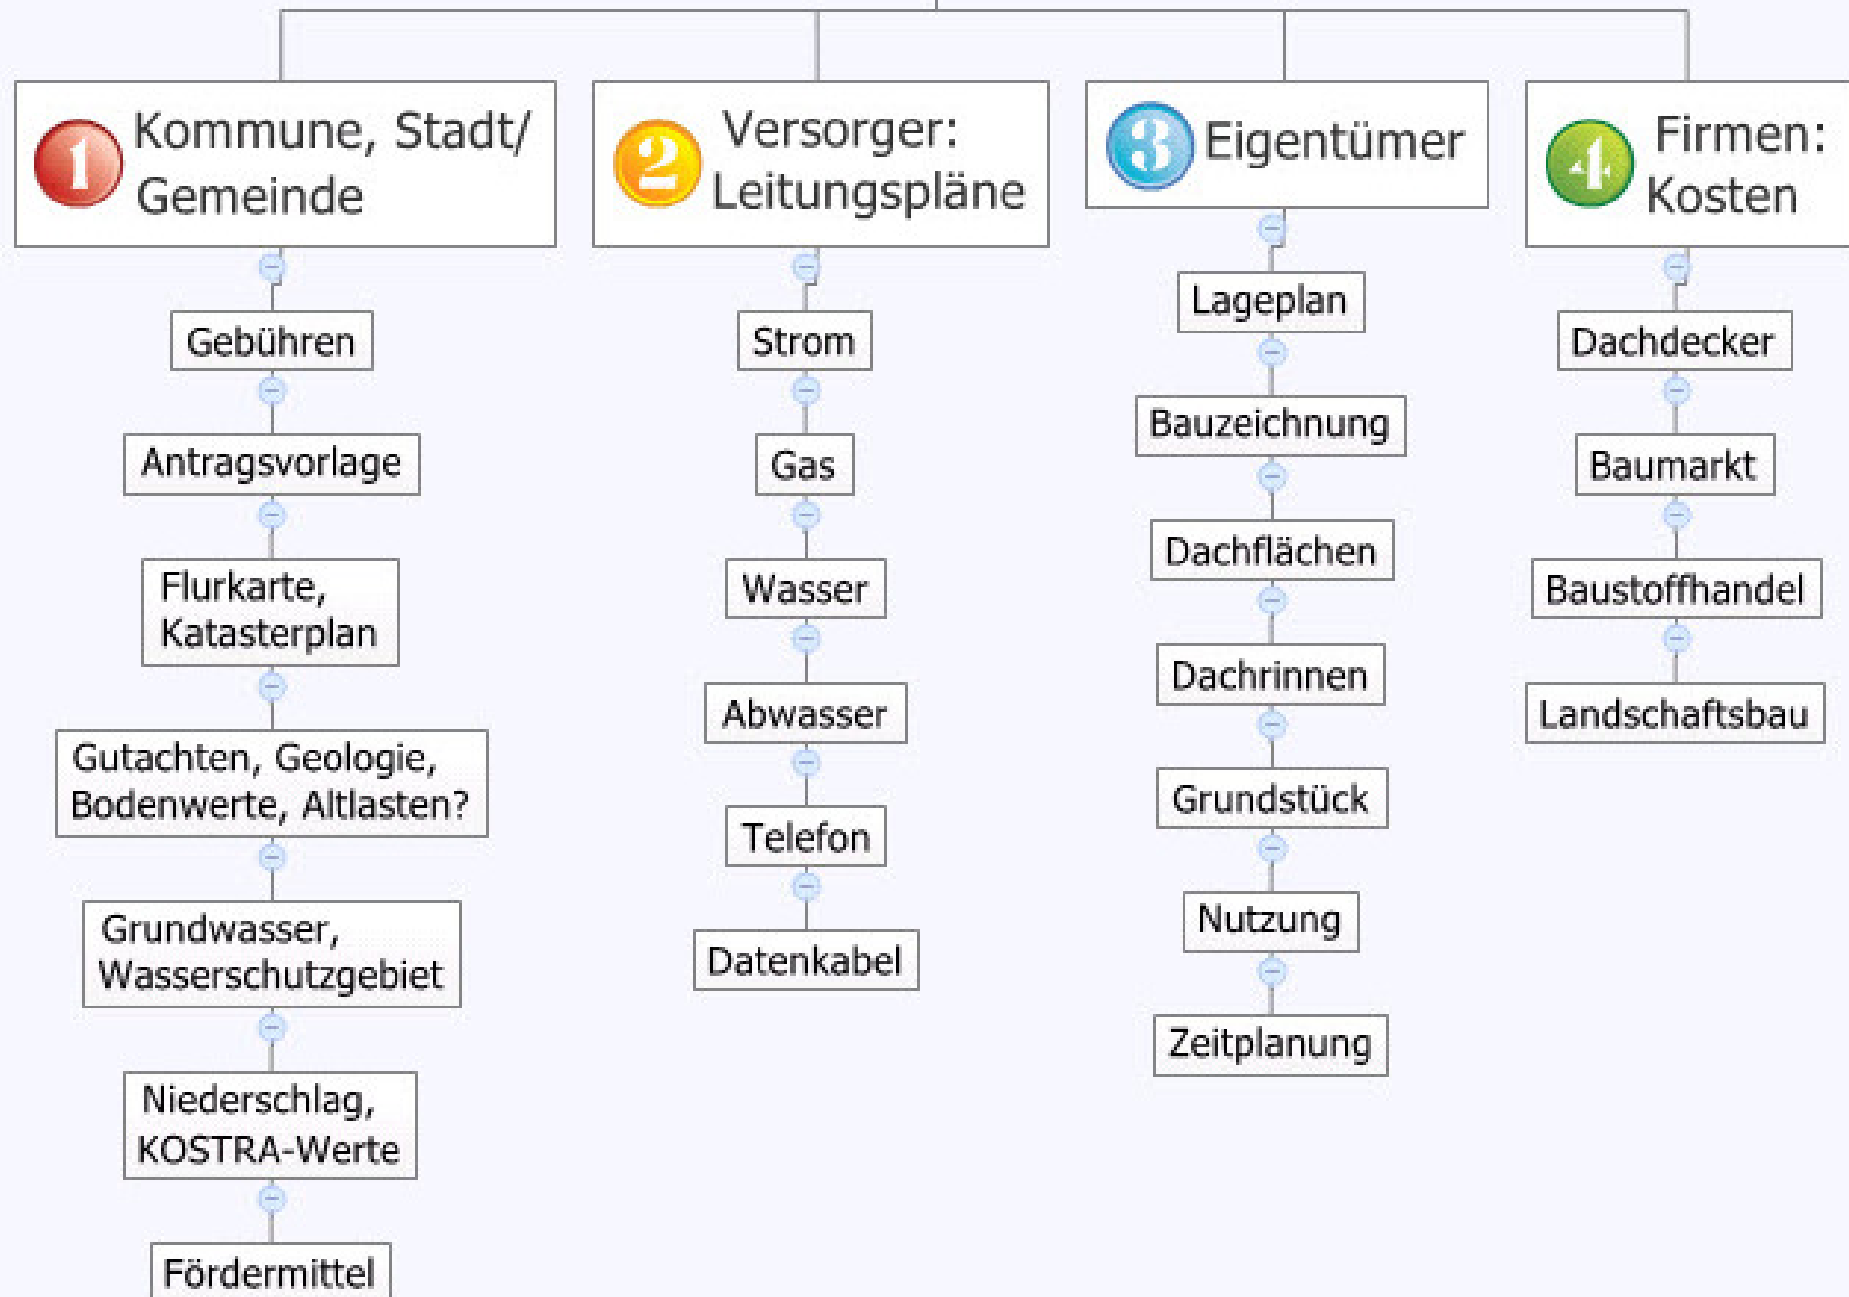 1
Kommune, Stadt/
Gemeinde
Gebühren
Antragsvorlage
Flurkarte,
Katasterplan
Gutachten, Geologie,
Bodenwerte, Altlasten?
Grundwasser,
Wasserschutzgebiet
Niederschlag,
KOSTRA-Werte
Fördermittel
2
Versorger:
Leitungspläne
Strom
Gas
Wasser
Abwasser
Telefon
Datenkabel
3
Eigentümer
Lageplan
Bauzeichnung
Dachflächen
Dachrinnen
Grundstück
Nutzung
Zeitplanung
4
Firmen:
Kosten
Dachdecker
Baumarkt
Baustoffhandel
Landschaftsbau